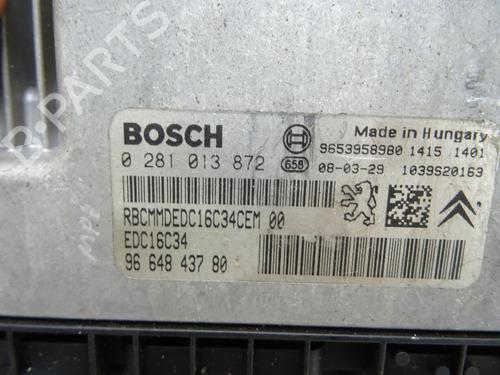 BOSCH
Made in Hungary
9653958980 1415 1401
0 281 013 872 658 08-03-29 1039S20163
RBCMMDEDC16C34CEM 00
EDC16C34
96 648 437 80